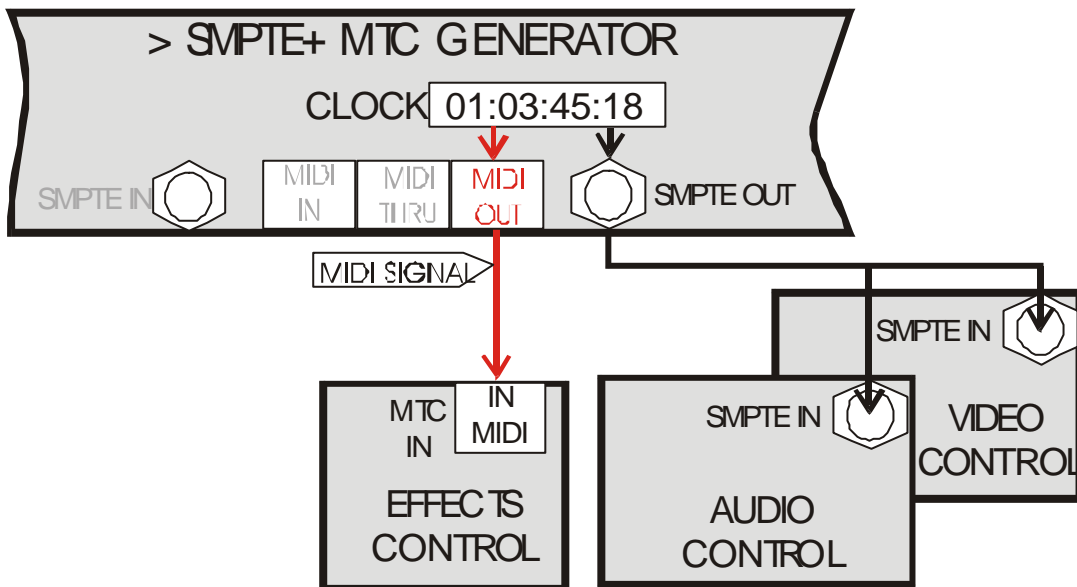 > SMPTE+ MTC GENERATOR
CLOCK 01:03:45:18
SMPTE IN
MIDI
IN
MIDI
THRU
MIDI
OUT
SMPTE OUT
MIDI SIGNAL
SMPTE IN
VIDEO
CONTROL
SMPTE IN
AUDIO
CONTROL
MTC
IN
IN
MIDI
EFFECTS
CONTROL